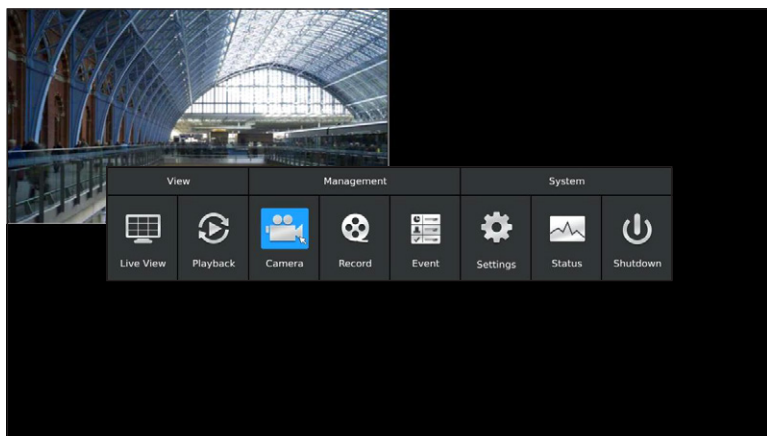 View Management System
Live View Playback Camera Record Event Settings Status Shutdown